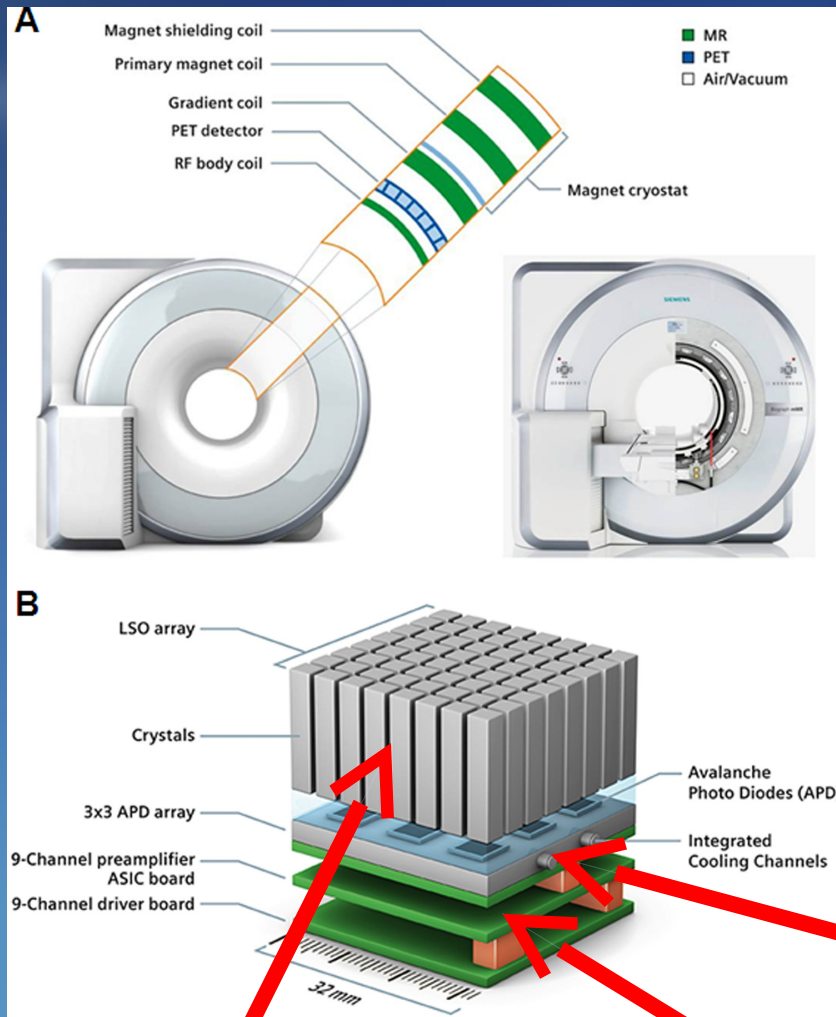 A
Magnet shielding coil
Primary magnet coil
Gradient coil
PET detector
RF body coil
MR
PET
Air/Vacuum
Magnet cryostat
SIEMENS
Biograph mMR
B
LSO array
Crystals
3x3 APD array
9-Channel preamplifier
ASIC board
9-Channel driver board
Avalanche
Photo Diodes (APD
Integrated
Cooling Channels
32 mm